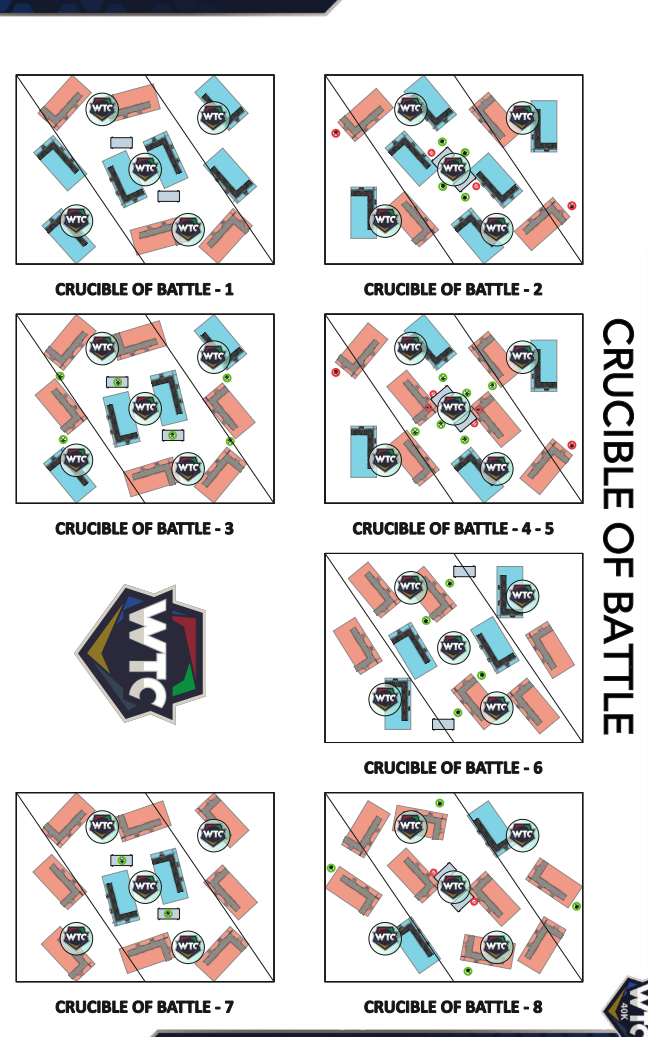 WTC
WTC
WTC
WTC
WTC
CRUCIBLE OF BATTLE - 1
WTC
WTC
WTC
WTC
WTC
CRUCIBLE OF BATTLE - 2
WTC
WTC
WTC
WTC
WTC
CRUCIBLE OF BATTLE - 3
WTC
WTC
WTC
WTC
WTC
CRUCIBLE OF BATTLE - 4 - 5
CRUCIBLE OF BATTLE
WTC
WTC
WTC
WTC
WTC
WTC
CRUCIBLE OF BATTLE - 6
WTC
WTC
WTC
WTC
WTC
CRUCIBLE OF BATTLE - 7
WTC
WTC
WTC
WTC
WTC
CRUCIBLE OF BATTLE - 8
WTC
40K